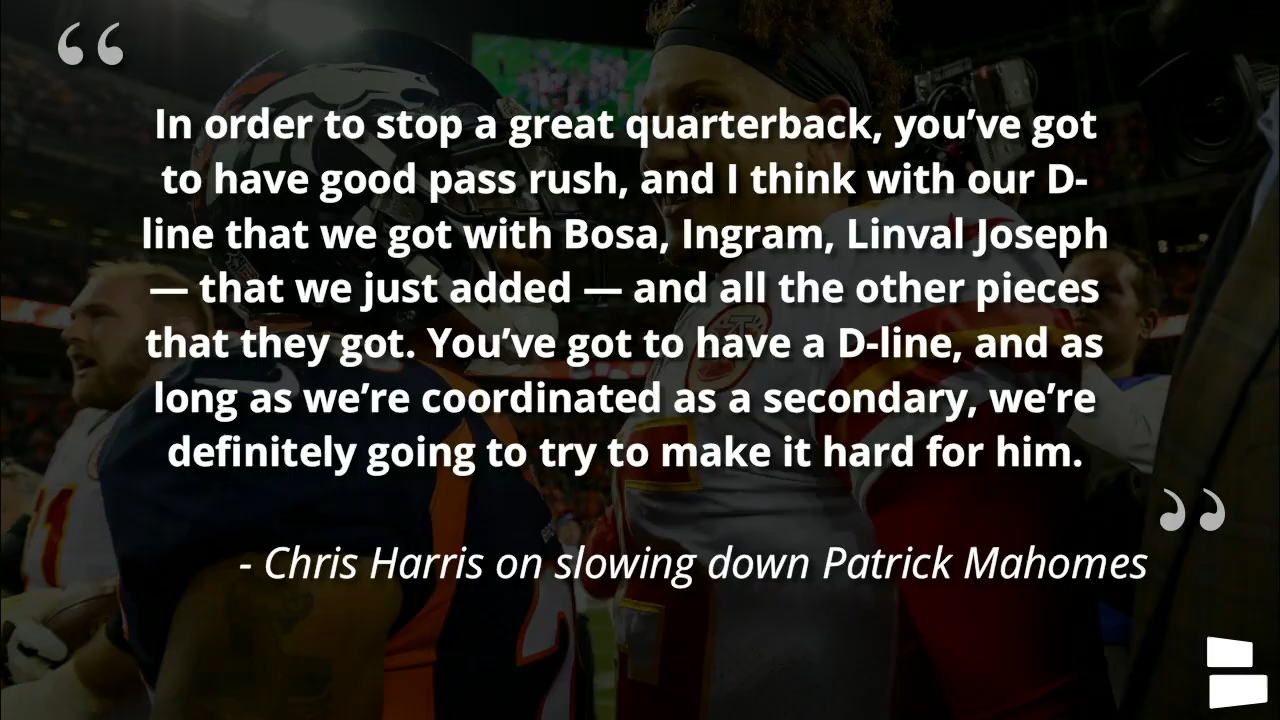 “
In order to stop a great quarterback, you’ve got
to have good pass rush, and I think with our D-
line that we got with Bosa, Ingram, Linval Joseph
— that we just added — and all the other pieces
that they got. You’ve got to have a D-line, and as
long as we’re coordinated as a secondary, we’re
definitely going to try to make it hard for him.
”
- Chris Harris on slowing down Patrick Mahomes